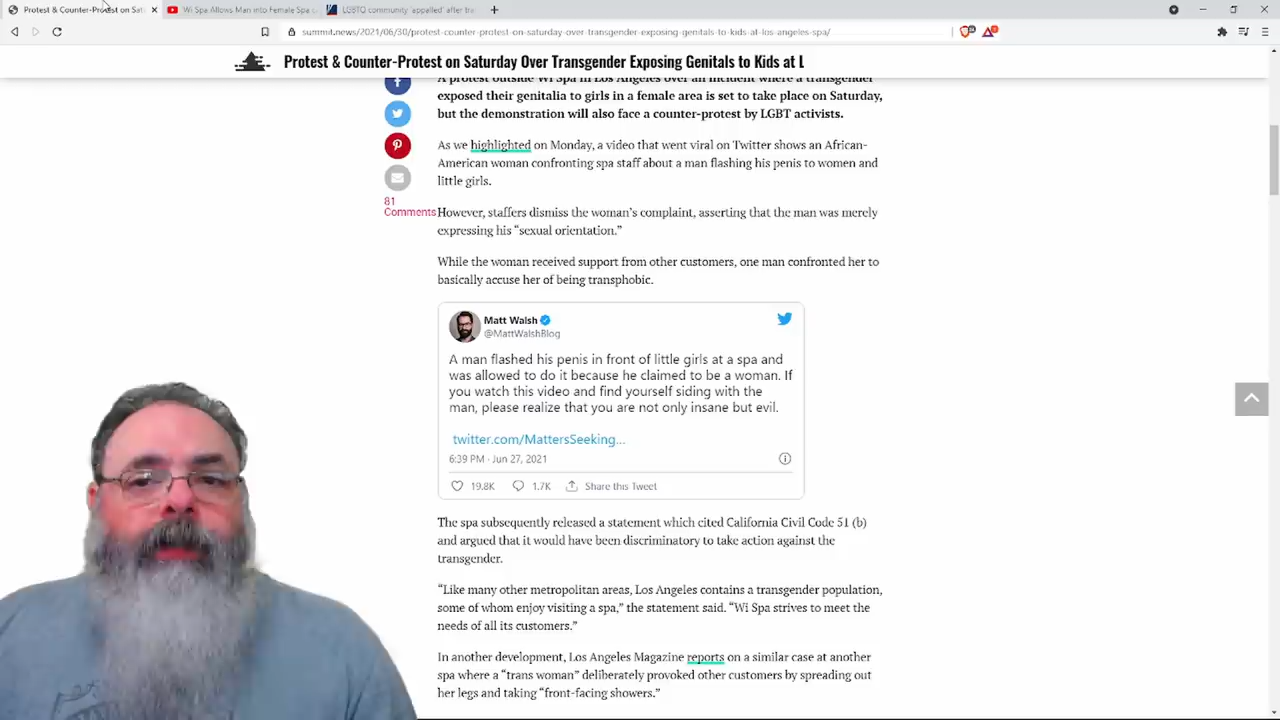 Protest & Counter-Protest on Sat
Wi Spa Allows Man into Female Spa
LGBTQ community 'appalled' after tra
summit.news/2021/06/30/protest-counter-protest-on-saturday-over-transgender-exposing-genitals-to-kids-at-los-angeles-spa/
Protest & Counter-Protest on Saturday Over Transgender Exposing Genitals to Kids at L
A protest outside Wi Spa in Los Angeles over an incident where a transgender
exposed their genitalia to girls in a female area is set to take place on Saturday,
but the demonstration will also face a counter-protest by LGBT activists.
As we highlighted on Monday, a video that went viral on Twitter shows an African-
American woman confronting spa staff about a man flashing his penis to women and
little girls.
81
Comments
However, staffers dismiss the woman's complaint, asserting that the man was merely
expressing his “sexual orientation.”
While the woman received support from other customers, one man confronted her to
basically accuse her of being transphobic.
Matt Walsh
@MattWalshBlog
A man flashed his penis in front of little girls at a spa and
was allowed to do it because he claimed to be a woman. If
you watch this video and find yourself siding with the
man, please realize that you are not only insane but evil.
twitter.com/MattersSeeking...
6:39 PM · Jun 27, 2021
19.8K 1.7K Share this Tweet
The spa subsequently released a statement which cited California Civil Code 51 (b)
and argued that it would have been discriminatory to take action against the
transgender.
“Like many other metropolitan areas, Los Angeles contains a transgender population,
some of whom enjoy visiting a spa,” the statement said. “Wi Spa strives to meet the
needs of all its customers.”
In another development, Los Angeles Magazine reports on a similar case at another
spa where a “trans woman” deliberately provoked other customers by spreading out
her legs and taking “front-facing showers.”